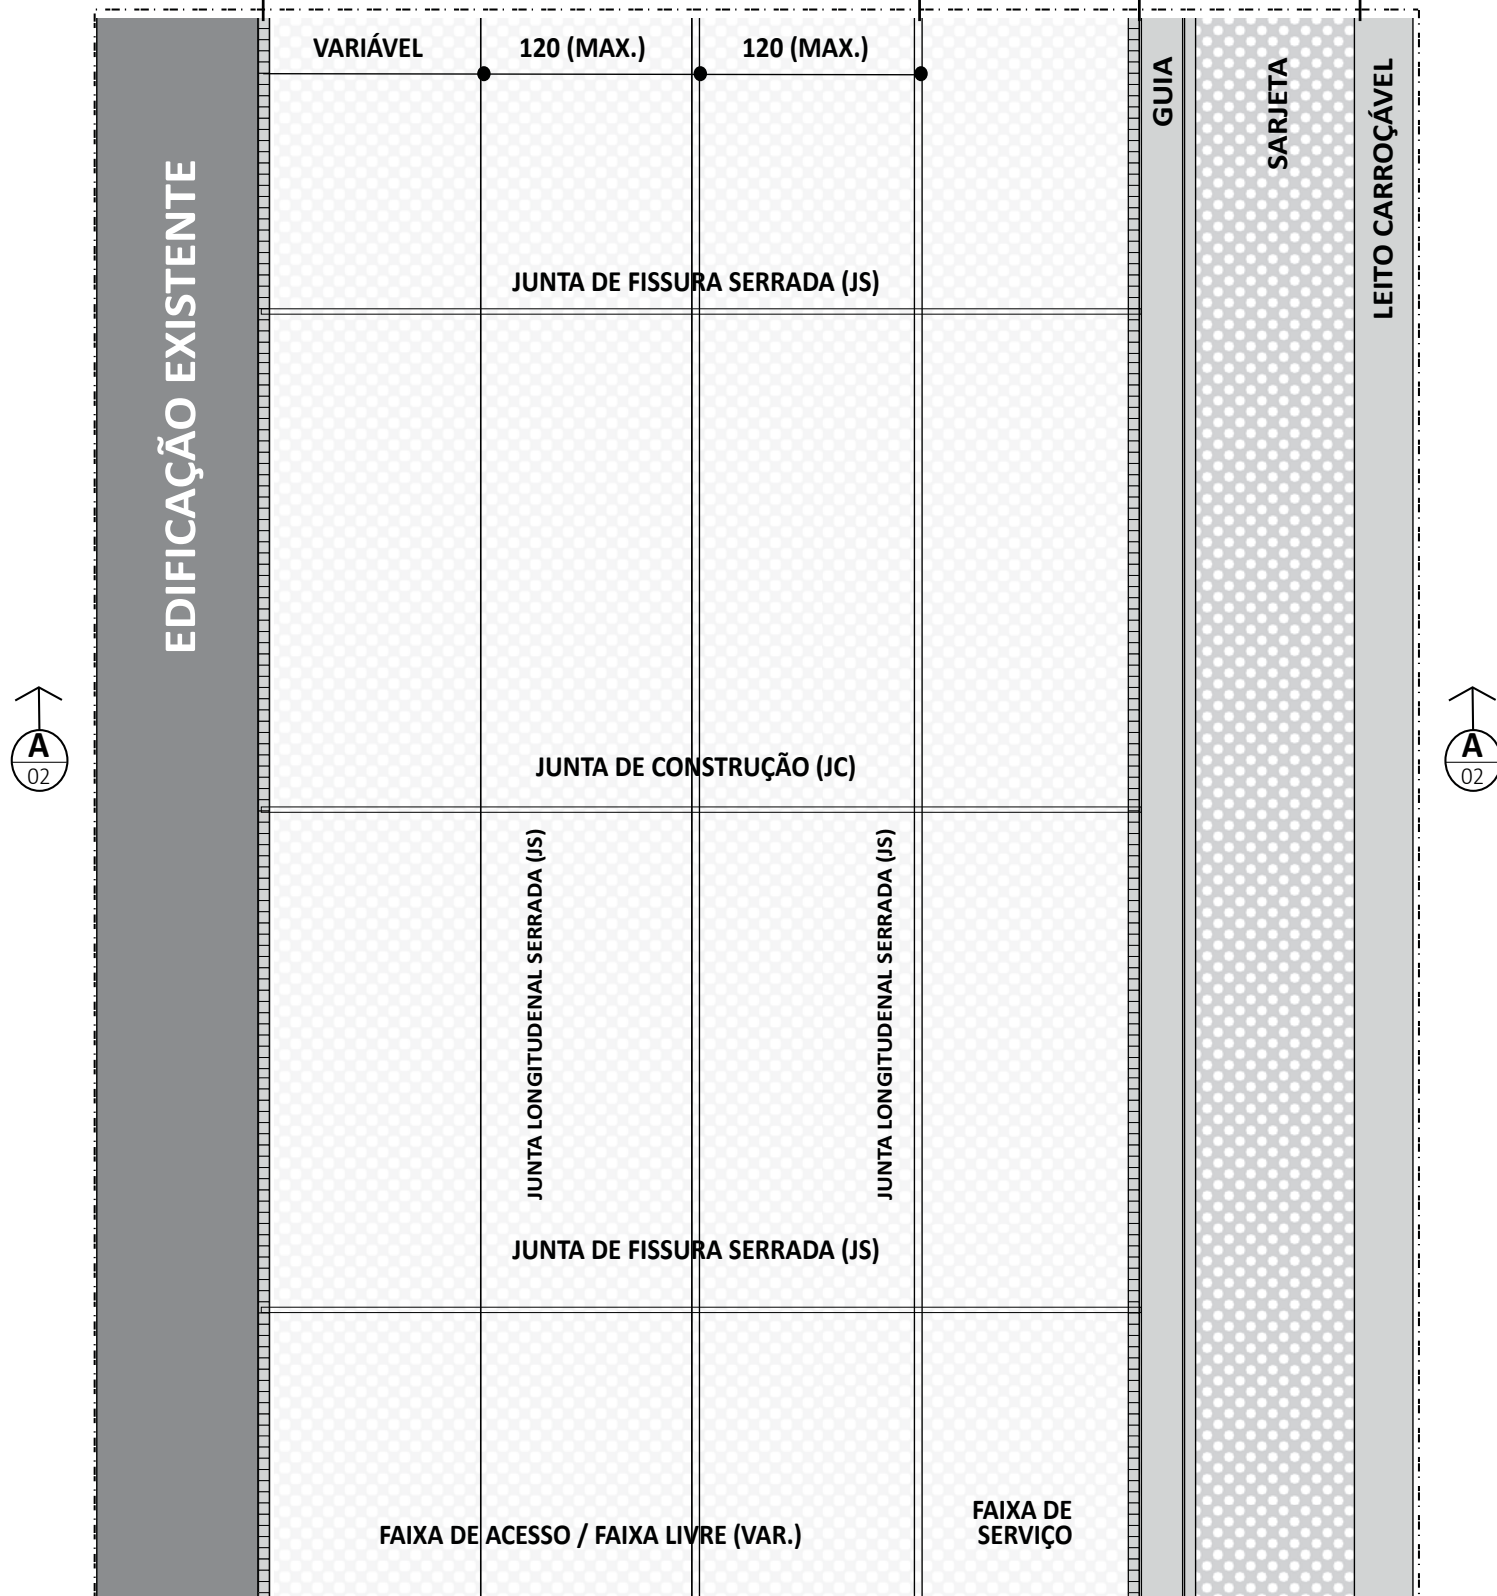 VARIÁVEL
120 (MAX.)
120 (MAX.)
GUIA
SARJETA
LEITO CARROÇÁVEL
EDIFICAÇÃO EXISTENTE
JUNTA DE FISSURA SERRADA (JS)
A
02
A
02
JUNTA DE CONSTRUÇÃO (JC)
JUNTA LONGITUDENAL SERRADA (JS)
JUNTA LONGITUDENAL SERRADA (JS)
JUNTA DE FISSURA SERRADA (JS)
FAIXA DE ACESSO / FAIXA LIVRE (VAR.)
FAIXA DE
SERVIÇO